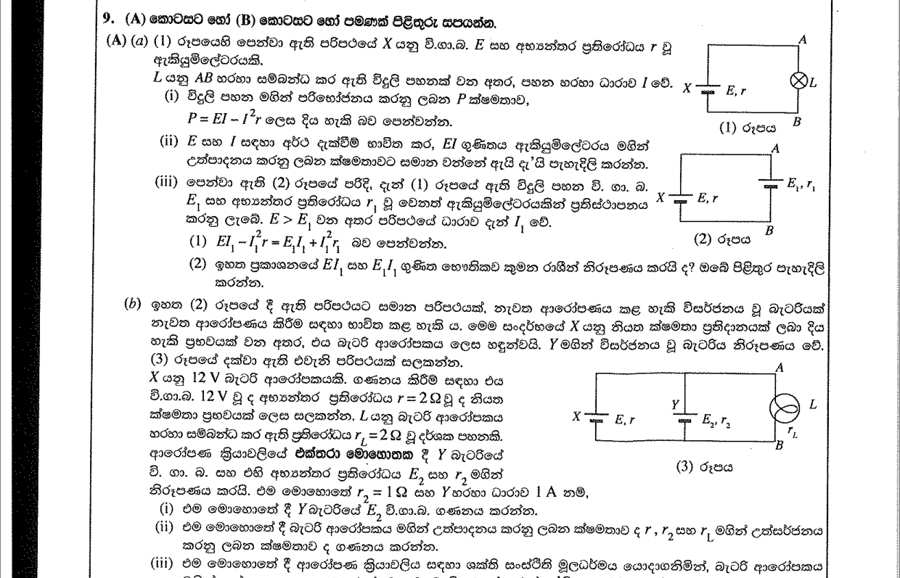 9. (A) කොටසට හෝ (B) කොටසට හෝ පමණක් පිළිතුරු සපයන්න.
(A) (a) (1) රූපයෙහි පෙන්වා ඇති පරිපථයේ X යනු වි.ගා.බ. E සහ අභ්‍යන්තර ප්‍රතිරෝධය r වූ
ඇකියුමිලේටරයකි.
L යනු AB හරහා සම්බන්ධ කර ඇති විදුලි පහනක් වන අතර, පහන හරහා ධාරාව I වේ.
(i) විදුලි පහන මගින් පරිභෝජනය කරනු ලබන P ක්ෂමතාව,
P = EI – I²r ලෙස දිය හැකි බව පෙන්වන්න.
A
X
E, r
L
B
(1) රූපය
(ii) E සහ I සඳහා අර්ථ දැක්වීම් භාවිත කර, EI ගුණිතය ඇකියුමිලේටරය මගින්
උත්පාදනය කරනු ලබන ක්ෂමතාවට සමාන වන්නේ ඇයි දැ'යි පැහැදිලි කරන්න.
(iii) පෙන්වා ඇති (2) රූපයේ පරිදි, දැන් (1) රූපයේ ඇති විදුලි පහන වි. ගා. බ.
E₁ සහ අභ්‍යන්තර ප්‍රතිරෝධය r₁ වූ වෙනත් ඇකියුමිලේටරයකින් ප්‍රතිස්ථාපනය
කරනු ලැබේ. E > E₁ වන අතර පරිපථයේ ධාරාව දැන් I₁ වේ.
(1) EI₁ – I₁²r = E₁I₁ + I₁²r₁ බව පෙන්වන්න.
A
X
E, r
E₁, r₁
B
(2) රූපය
(2) ඉහත ප්‍රකාශනයේ EI₁ සහ E₁I₁ ගුණිත භෞතිකව කුමන රාශීන් නිරූපණය කරයි ද? ඔබේ පිළිතුර පැහැදිලි
කරන්න.
(b) ඉහත (2) රූපයේ දී ඇති පරිපථයට සමාන පරිපථයක්, නැවත ආරෝපණය කළ හැකි විසර්ජනය වූ බැටරියක්
නැවත ආරෝපණය කිරීම සඳහා භාවිත කළ හැකි ය. මෙම සංදර්භයේ X යනු නියත ක්ෂමතා ප්‍රතිදානයක් ලබා දිය
හැකි ප්‍රභවයක් වන අතර, එය බැටරි ආරෝපකය ලෙස හඳුන්වයි. Y මගින් විසර්ජනය වූ බැටරිය නිරූපණය වේ.
(3) රූපයේ දක්වා ඇති එවැනි පරිපථයක් සලකන්න.
X යනු 12 V බැටරි ආරෝපකයකි. ගණනය කිරීම් සඳහා එය
වි.ගා.බ. 12 V වූ ද අභ්‍යන්තර ප්‍රතිරෝධය r = 2 Ω වූ ද නියත
ක්ෂමතා ප්‍රභවයක් ලෙස සලකන්න. L යනු බැටරි ආරෝපකය
හරහා සම්බන්ධ කර ඇති ප්‍රතිරෝධය r_L = 2 Ω වූ දර්ශක පහනකි.
ආරෝපණ ක්‍රියාවලියේ එක්තරා මොහොතක දී Y බැටරියේ
වි. ගා. බ. සහ එහි අභ්‍යන්තර ප්‍රතිරෝධය E₂ සහ r₂ මගින්
නිරූපණය කරයි. එම මොහොතේ r₂ = 1 Ω සහ Y හරහා ධාරාව 1 A නම්,
A
X
E, r
Y
E₂, r₂
L
r_L
B
(3) රූපය
(i) එම මොහොතේ දී Y බැටරියේ E₂ වි.ගා.බ. ගණනය කරන්න.
(ii) එම මොහොතේ දී බැටරි ආරෝපකය මගින් උත්පාදනය කරනු ලබන ක්ෂමතාව ද r , r₂ සහ r_L මගින් උත්සර්ජනය
කරනු ලබන ක්ෂමතාව ද ගණනය කරන්න.
(iii) එම මොහොතේ දී ආරෝපණ ක්‍රියාවලිය සඳහා ශක්ති සංස්ථිති මූලධර්මය යොදාගනිමින්, බැටරි ආරෝපකය